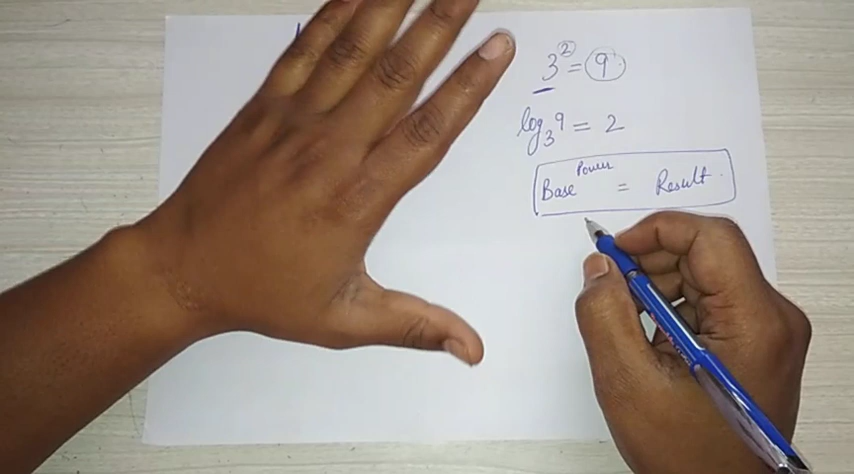 3² = 9
log₃9 = 2
Base^Power = Result